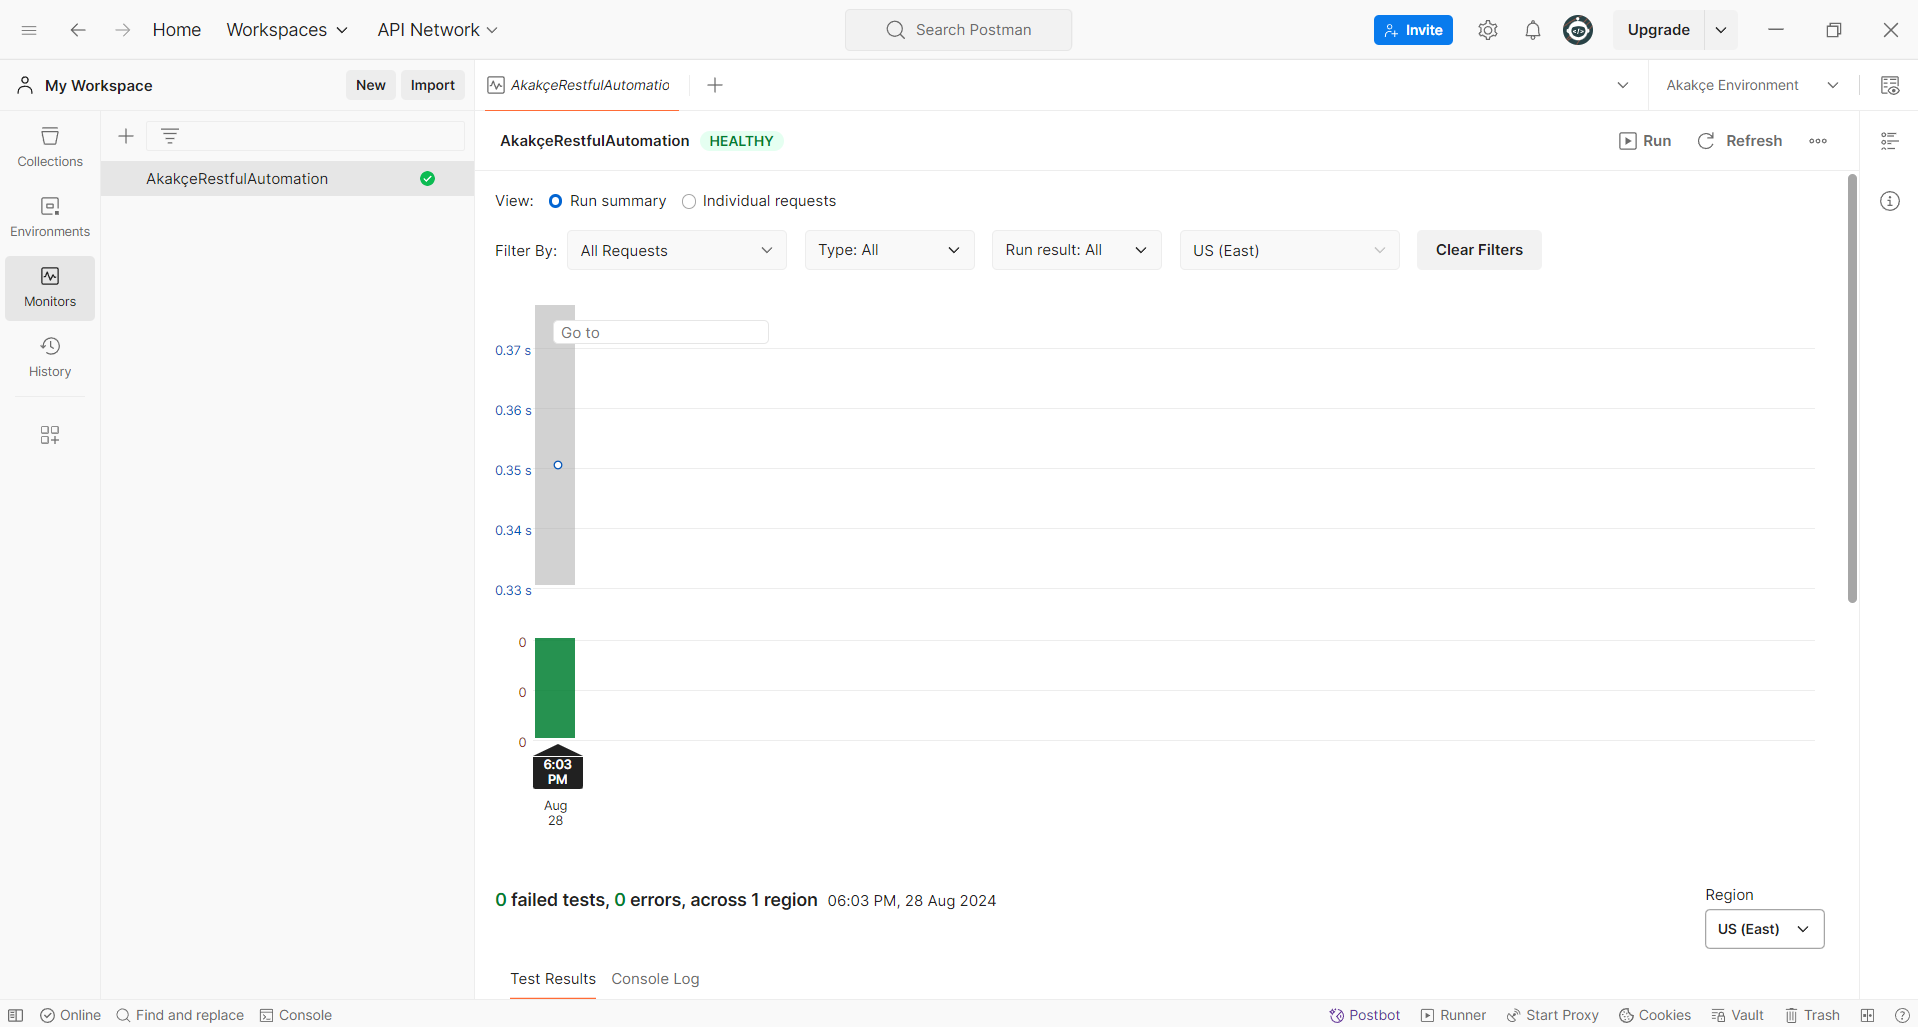 Home Workspaces API Network Search Postman Invite Upgrade
My Workspace New Import AkakçeRestfulAutomatio Akakçe Environment
Collections
Environments
Monitors
History
AkakçeRestfulAutomation
AkakçeRestfulAutomation HEALTHY Run Refresh
View: Run summary Individual requests
Filter By: All Requests Type: All Run result: All US (East) Clear Filters
Go to
0.37 s
0.36 s
0.35 s
0.34 s
0.33 s
0
0
0
6:03
PM
Aug
28
0 failed tests, 0 errors, across 1 region 06:03 PM, 28 Aug 2024
Region
US (East)
Test Results Console Log
Online Find and replace Console Postbot Runner Start Proxy Cookies Vault Trash